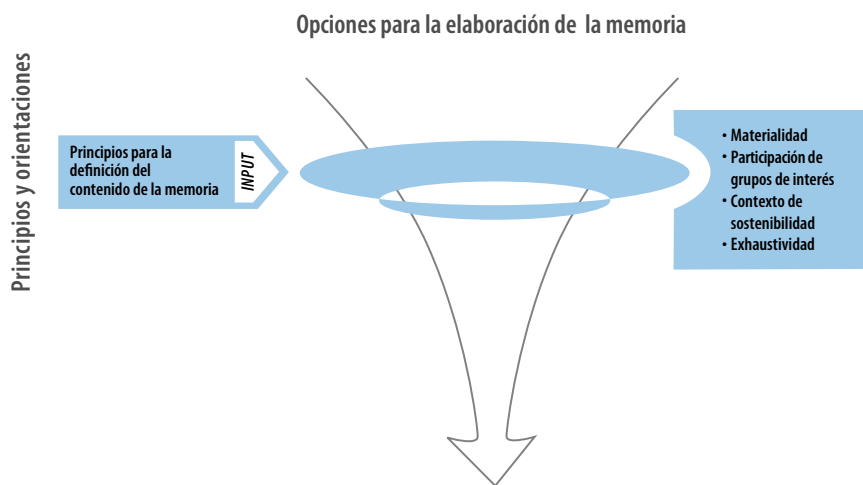 Opciones para la elaboración de la memoria
Principios y orientaciones
Principios para la
definición del
contenido de la memoria
INPUT
• Materialidad
• Participación de
grupos de interés
• Contexto de
sostenibilidad
• Exhaustividad